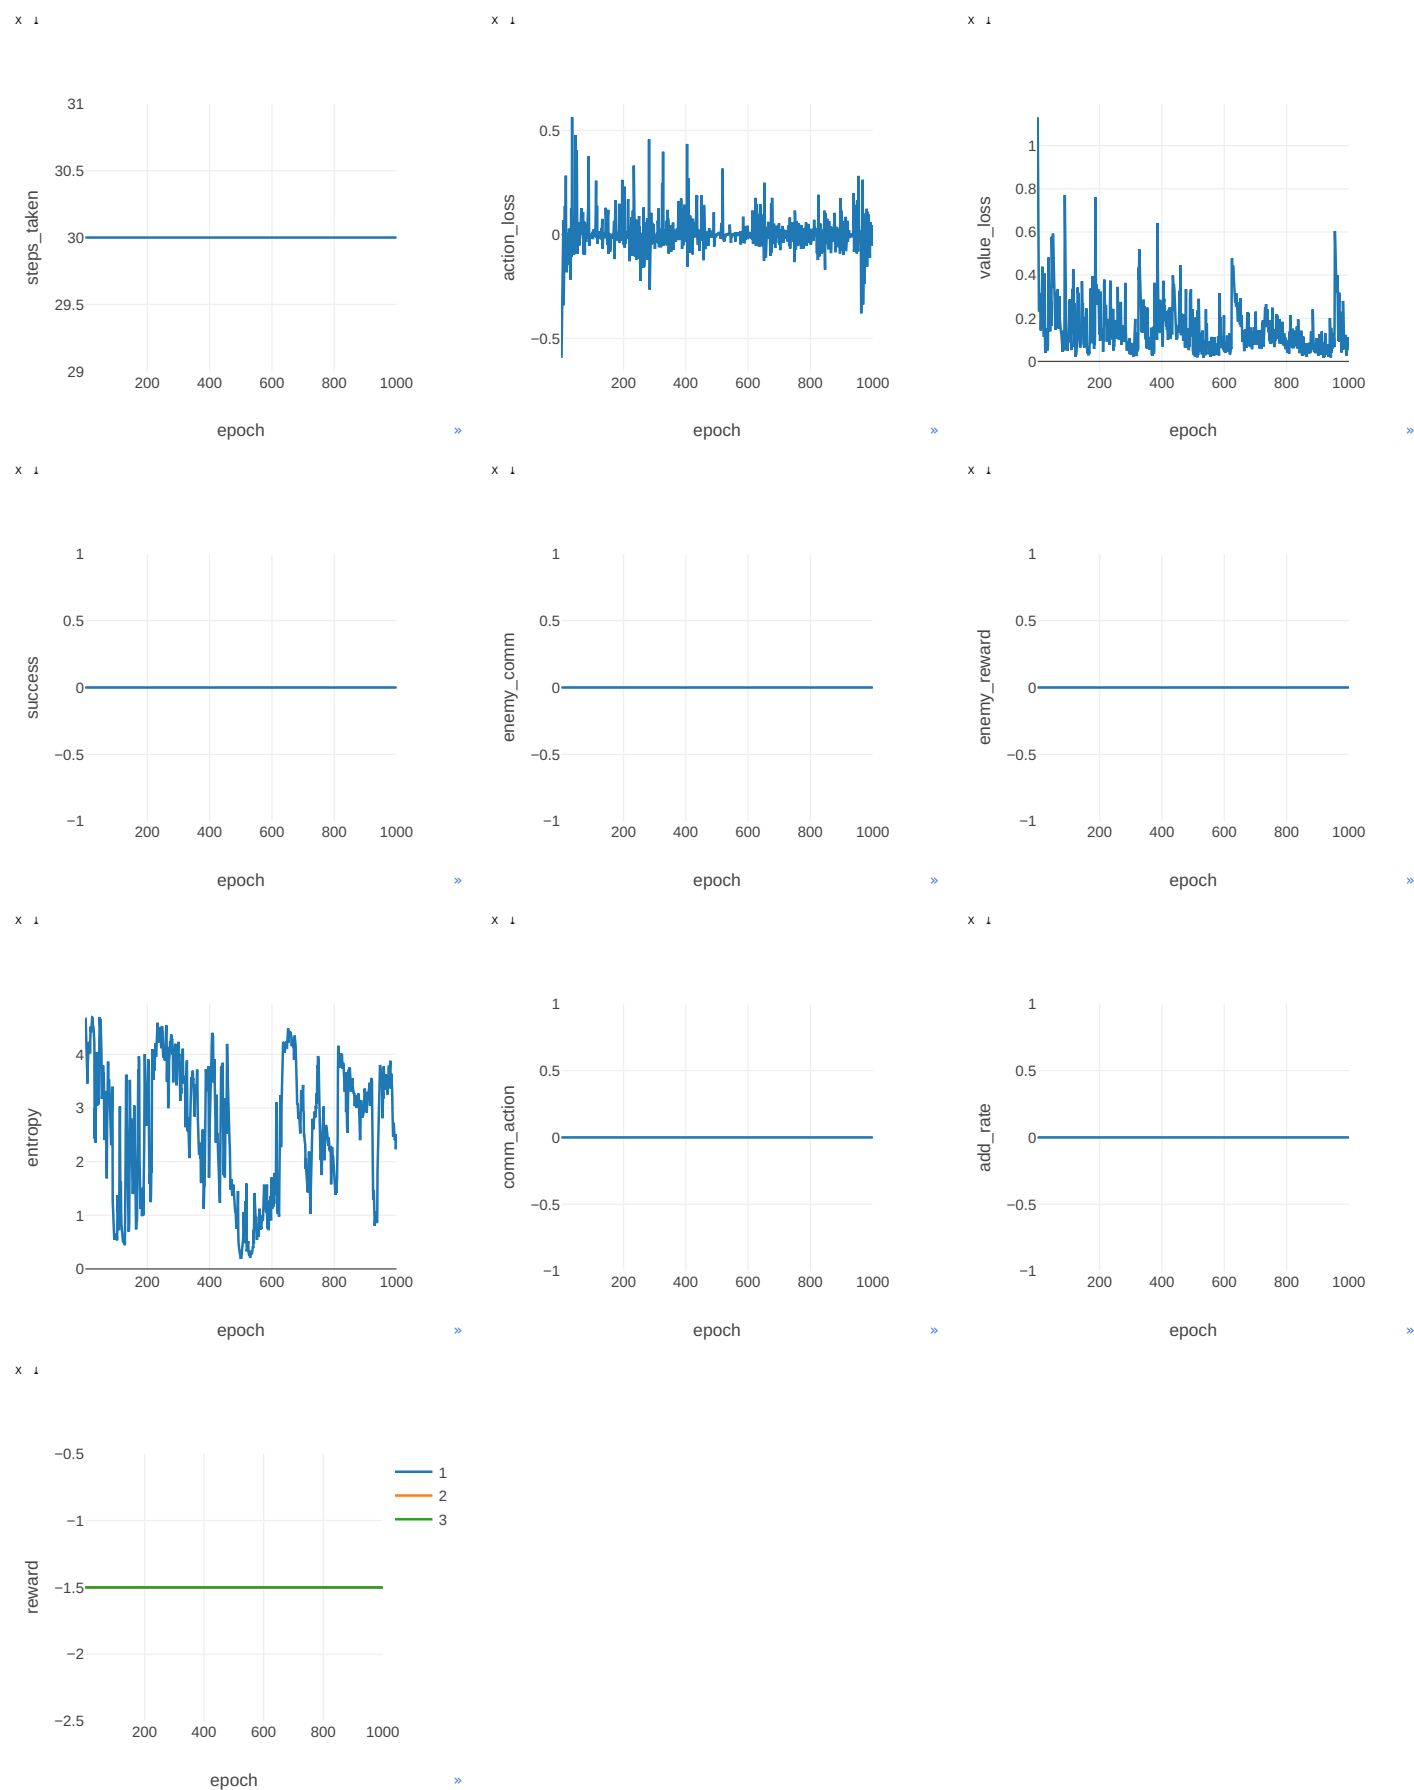 x ↓ x ↓ x ↓
31
30.5
30
29.5
29
steps_taken
200 400 600 800 1000
epoch
»
0.5
0
−0.5
action_loss
200 400 600 800 1000
epoch
»
1
0.8
0.6
0.4
0.2
0
value_loss
200 400 600 800 1000
epoch
»
x ↓ x ↓ x ↓
1
0.5
0
−0.5
−1
success
200 400 600 800 1000
epoch
»
1
0.5
0
−0.5
−1
enemy_comm
200 400 600 800 1000
epoch
»
1
0.5
0
−0.5
−1
enemy_reward
200 400 600 800 1000
epoch
»
x ↓ x ↓ x ↓
4
3
2
1
0
entropy
200 400 600 800 1000
epoch
»
1
0.5
0
−0.5
−1
comm_action
200 400 600 800 1000
epoch
»
1
0.5
0
−0.5
−1
add_rate
200 400 600 800 1000
epoch
»
x ↓
−0.5
−1
−1.5
−2
−2.5
reward
1
2
3
200 400 600 800 1000
epoch
»